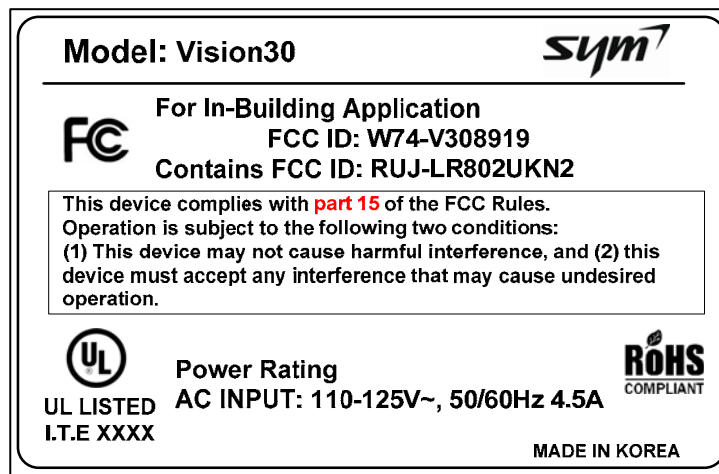 Model: Vision30
sym
FC
For In-Building Application
FCC ID: W74-V308919
Contains FCC ID: RUJ-LR802UKN2
This device complies with part 15 of the FCC Rules.
Operation is subject to the following two conditions:
(1) This device may not cause harmful interference, and (2) this
device must accept any interference that may cause undesired
operation.
UL
UL LISTED
I.T.E XXXX
Power Rating
AC INPUT: 110-125V~, 50/60Hz 4.5A
RoHS
COMPLIANT
MADE IN KOREA